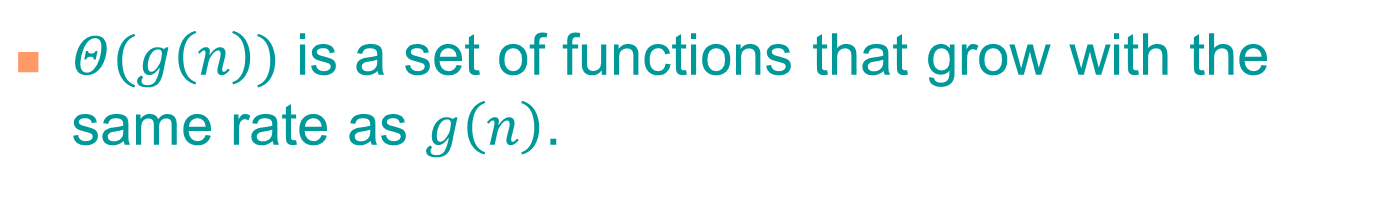 ▪ 𝛩(𝑔(𝑛)) is a set of functions that grow with the
same rate as 𝑔(𝑛).